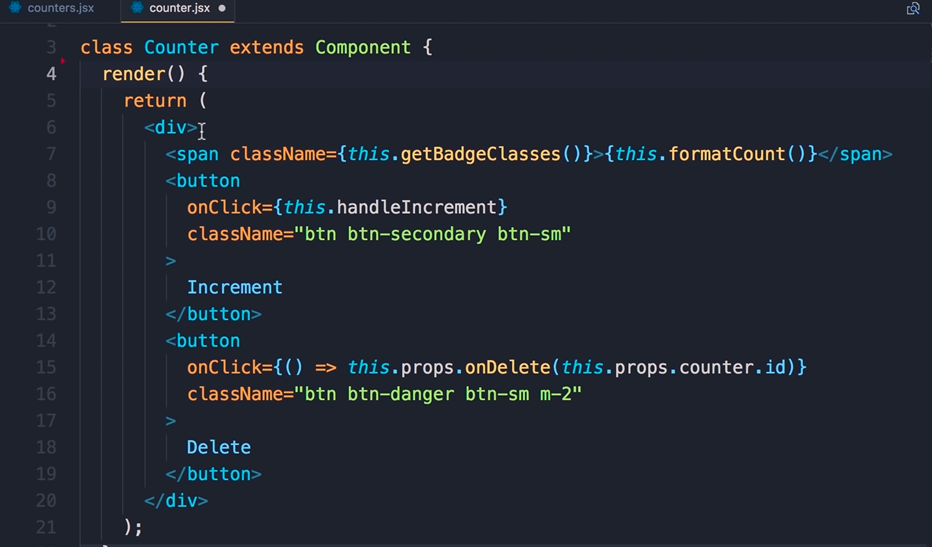 counters.jsx counter.jsx
3 class Counter extends Component {
4 render() {
5 return (
6 <div>
7 <span className={this.getBadgeClasses()}>{this.formatCount()}</span>
8 <button
9 onClick={this.handleIncrement}
10 className="btn btn-secondary btn-sm"
11 >
12 Increment
13 </button>
14 <button
15 onClick={() => this.props.onDelete(this.props.counter.id)}
16 className="btn btn-danger btn-sm m-2"
17 >
18 Delete
19 </button>
20 </div>
21 );